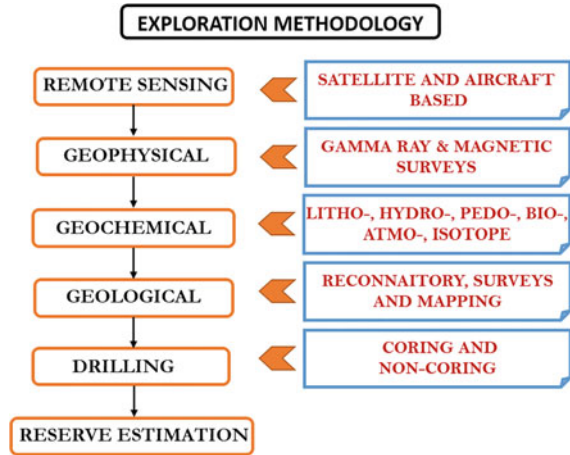 EXPLORATION METHODOLOGY
REMOTE SENSING
SATELLITE AND AIRCRAFT
BASED
GEOPHYSICAL
GAMMA RAY & MAGNETIC
SURVEYS
GEOCHEMICAL
LITHO-, HYDRO-, PEDO-, BIO-,
ATMO-, ISOTOPE
GEOLOGICAL
RECONNAITORY, SURVEYS
AND MAPPING
DRILLING
CORING AND
NON-CORING
RESERVE ESTIMATION